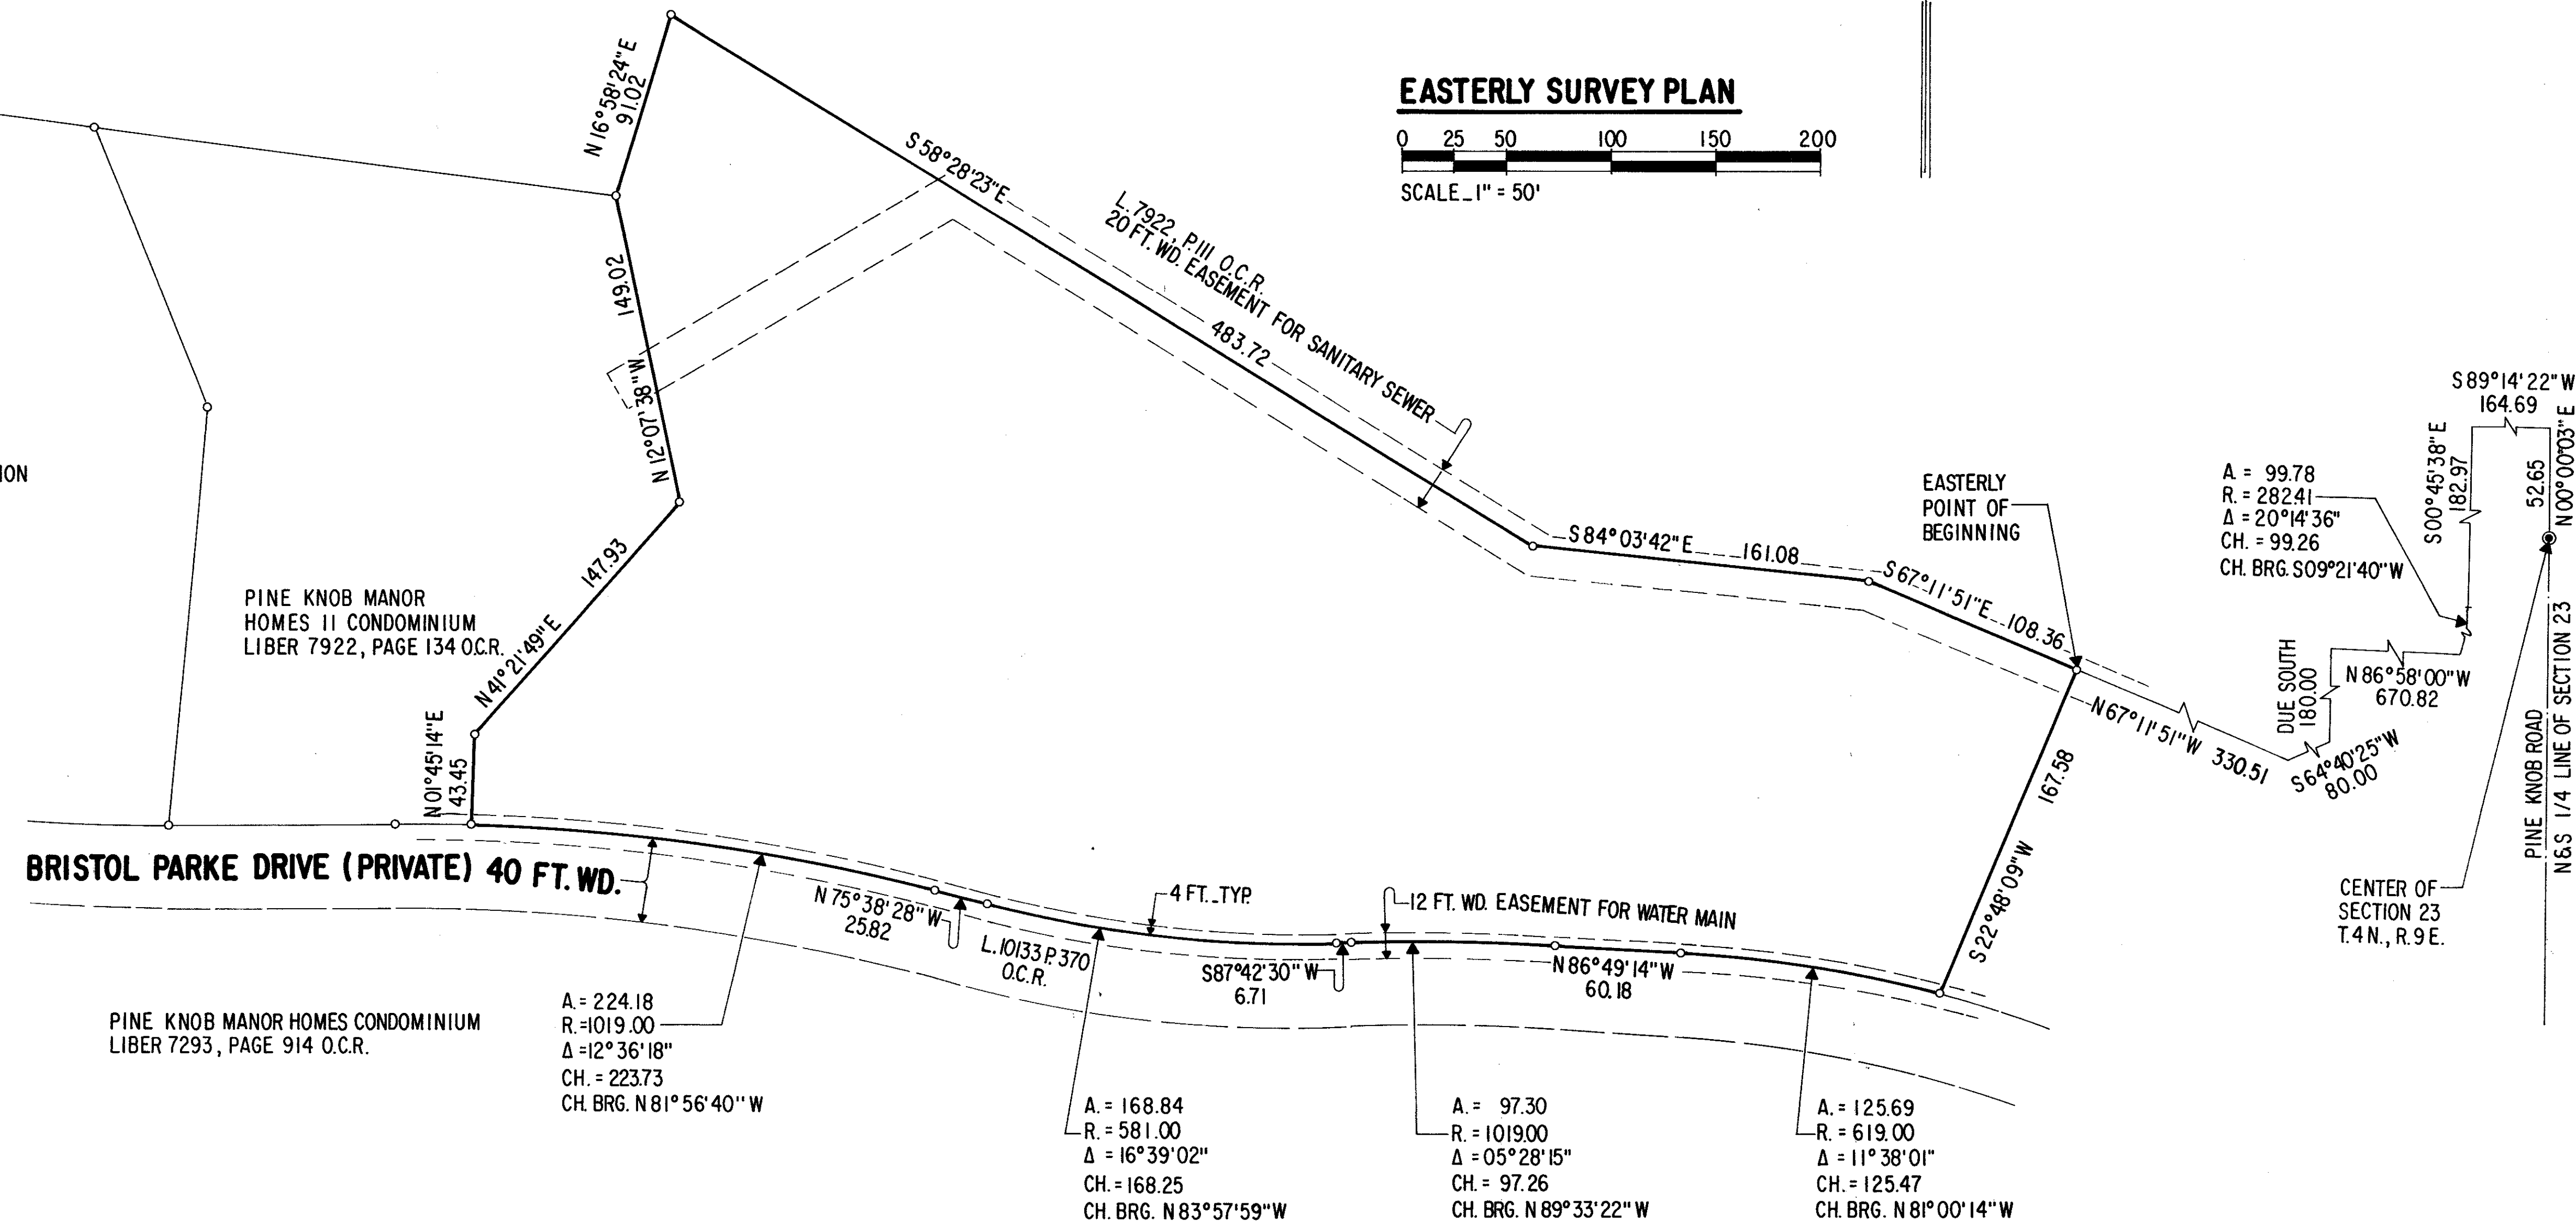 EASTERLY SURVEY PLAN
0 25 50 100 150 200
SCALE_1" = 50'
N 16°58'24"E
91.02
S 58°28'23"E
483.72
L. 7922, P.111 O.C.R.
20 FT. WD. EASEMENT FOR SANITARY SEWER
149.02
N 12°07'38"W
147.93
N 41°21'49"E
N 01°45'14"E
43.45
ION
PINE KNOB MANOR
HOMES II CONDOMINIUM
LIBER 7922, PAGE 134 O.C.R.
S 84°03'42"E 161.08
S 67°11'51"E 108.36
EASTERLY
POINT OF
BEGINNING
A. = 99.78
R. = 282.41
Δ = 20°14'36"
CH. = 99.26
CH. BRG. S09°21'40"W
S 89°14'22"W
164.69
S00°45'38"E
182.97
52.65
N00°00'03"E
DUE SOUTH
180.00
N 86°58'00"W
670.82
N 67°11'51"W 330.51
S 64°40'25"W
80.00
PINE KNOB ROAD
N&S 1/4 LINE OF SECTION 23
CENTER OF
SECTION 23
T.4 N., R. 9 E.
167.58
S 22°48'09"W
BRISTOL PARKE DRIVE (PRIVATE) 40 FT. WD.
N 75°38'28"W
25.82
L. 10133 P. 370
O.C.R.
4 FT. TYP.
12 FT. WD. EASEMENT FOR WATER MAIN
S87°42'30"W
6.71
N 86°49'14"W
60.18
PINE KNOB MANOR HOMES CONDOMINIUM
LIBER 7293, PAGE 914 O.C.R.
A. = 224.18
R. = 1019.00
Δ = 12°36'18"
CH. = 223.73
CH. BRG. N 81°56'40"W
A. = 168.84
R. = 581.00
Δ = 16°39'02"
CH. = 168.25
CH. BRG. N 83°57'59"W
A. = 97.30
R. = 1019.00
Δ = 05°28'15"
CH. = 97.26
CH. BRG. N 89°33'22"W
A. = 125.69
R. = 619.00
Δ = 11°38'01"
CH. = 125.47
CH. BRG. N 81°00'14"W